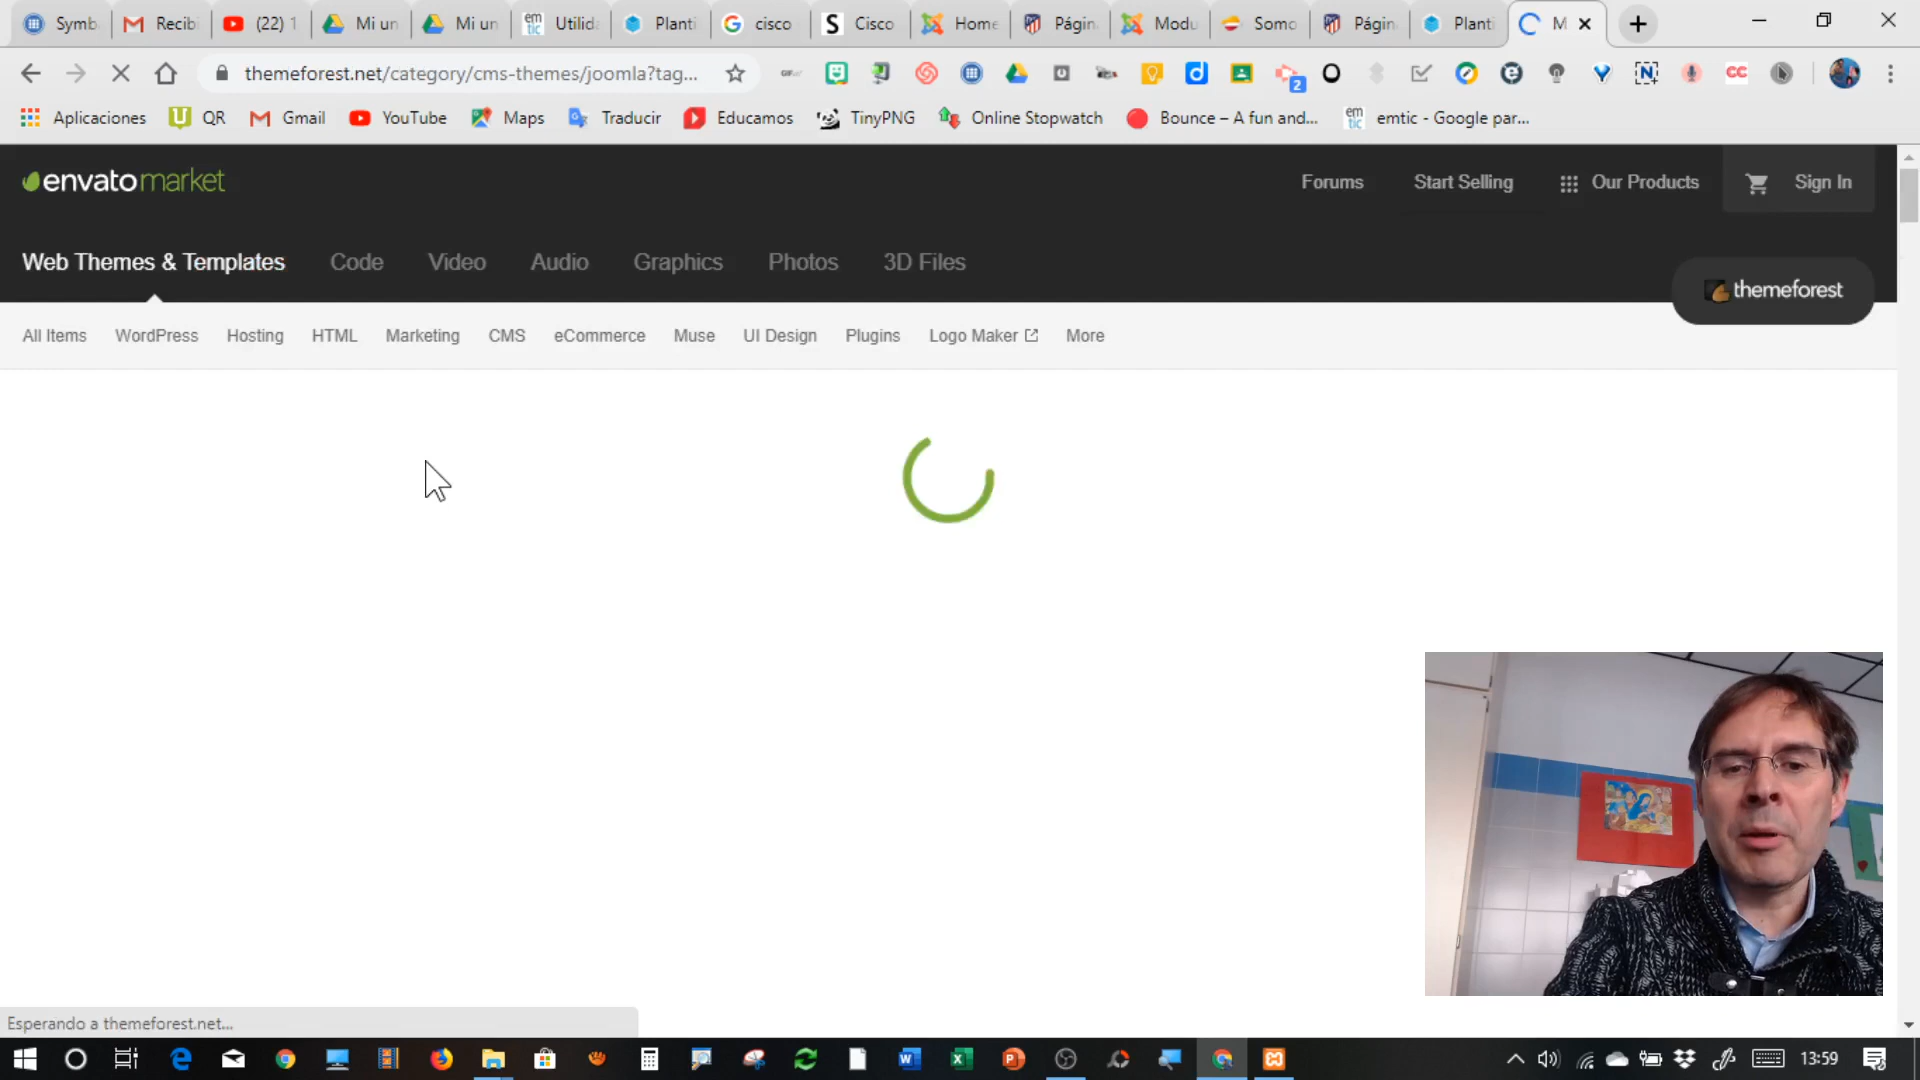 Symb
Recibi
(22) 1
Mi un
Mi un
Utilida
Planti
cisco
Cisco
Home
Págin
Modu
Somo
Págin
Planti
M
themeforest.net/category/cms-themes/joomla?tag...
2
Aplicaciones
QR
Gmail
YouTube
Maps
Traducir
Educamos
TinyPNG
Online Stopwatch
Bounce – A fun and...
emtic - Google par...
envatomarket
Forums
Start Selling
Our Products
Sign In
Web Themes & Templates
Code
Video
Audio
Graphics
Photos
3D Files
themeforest
All Items
WordPress
Hosting
HTML
Marketing
CMS
eCommerce
Muse
UI Design
Plugins
Logo Maker
More
Esperando a themeforest.net...
13:59